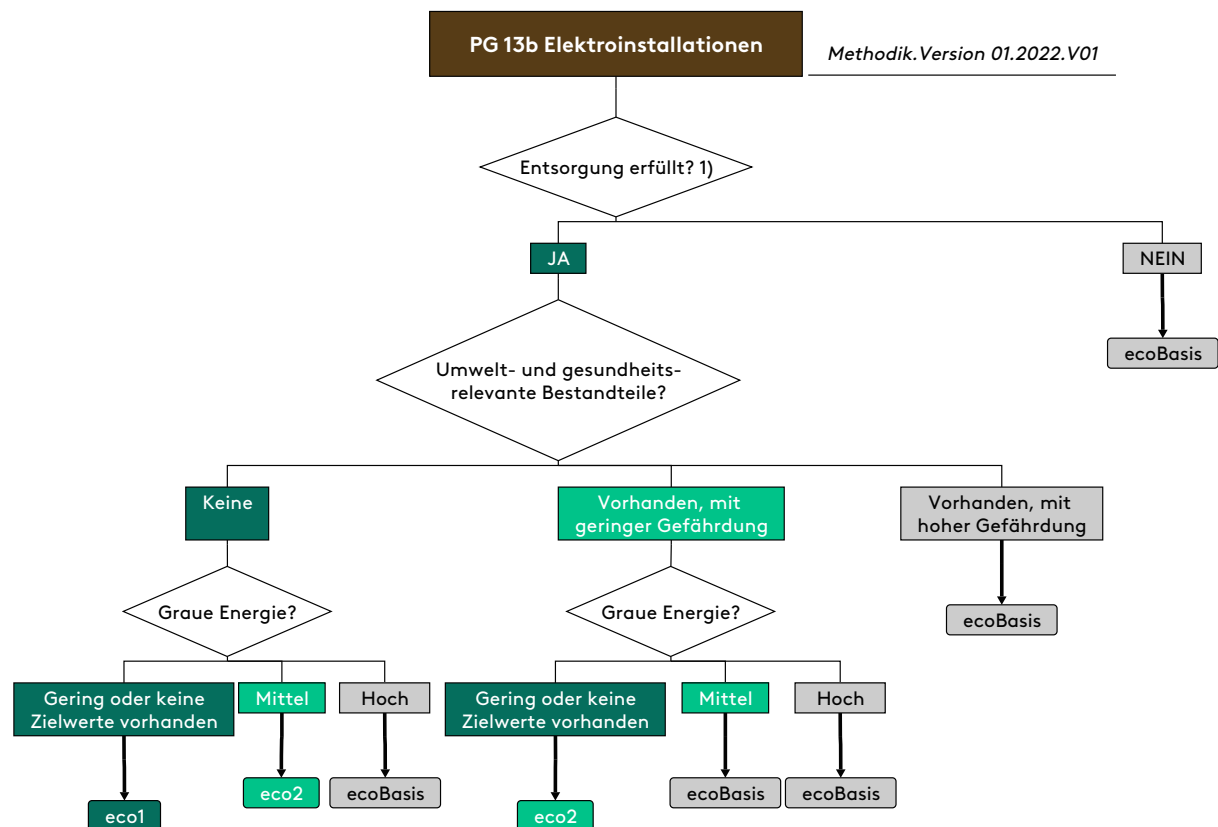 PG 13b Elektroinstallationen
Methodik.Version 01.2022.V01
Entsorgung erfüllt? 1)
JA
NEIN
ecoBasis
Umwelt- und gesundheits-
relevante Bestandteile?
Keine
Vorhanden, mit
geringer Gefährdung
Vorhanden, mit
hoher Gefährdung
Graue Energie?
Graue Energie?
ecoBasis
Gering oder keine
Zielwerte vorhanden
Mittel
Hoch
Gering oder keine
Zielwerte vorhanden
Mittel
Hoch
eco2
ecoBasis
ecoBasis
ecoBasis
eco1
eco2